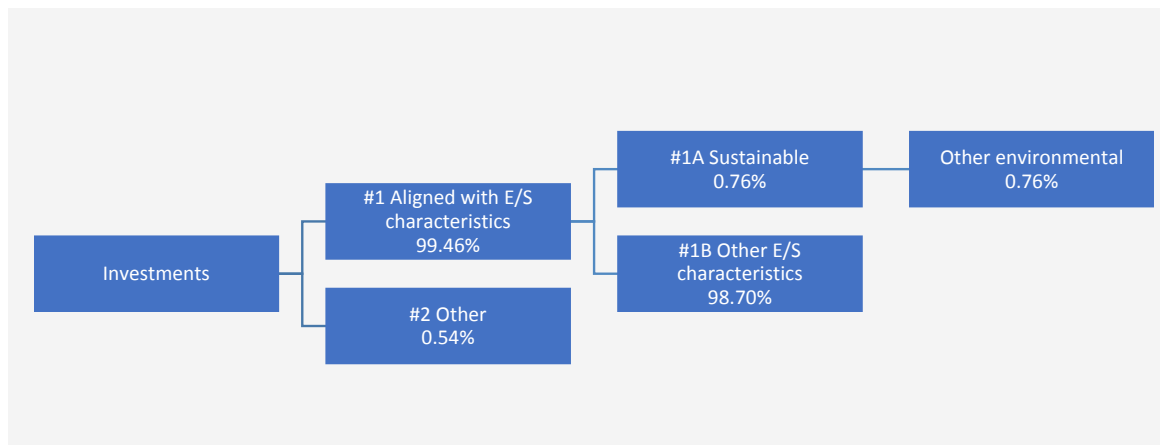 #1A Sustainable
0.76%
Other environmental
0.76%
#1 Aligned with E/S
characteristics
99.46%
Investments
#1B Other E/S
characteristics
98.70%
#2 Other
0.54%